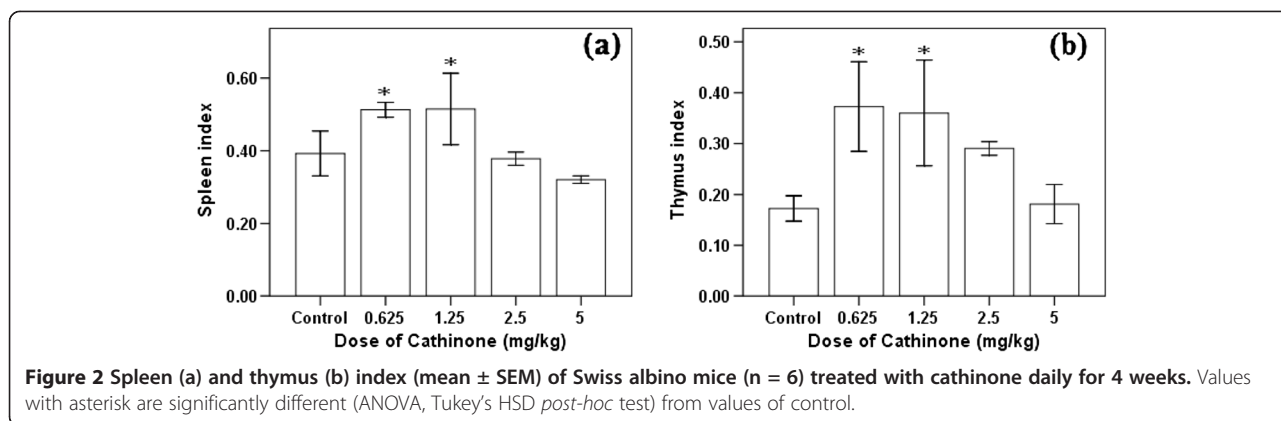 (a)
Spleen index
0.60
0.40
0.20
0.00
*
*
Control 0.625 1.25 2.5 5
Dose of Cathinone (mg/kg)
(b)
Thymus index
0.50
0.40
0.30
0.20
0.10
0.00
*
*
Control 0.625 1.25 2.5 5
Dose of Cathinone (mg/kg)
Figure 2 Spleen (a) and thymus (b) index (mean ± SEM) of Swiss albino mice (n = 6) treated with cathinone daily for 4 weeks. Values
with asterisk are significantly different (ANOVA, Tukey's HSD post-hoc test) from values of control.